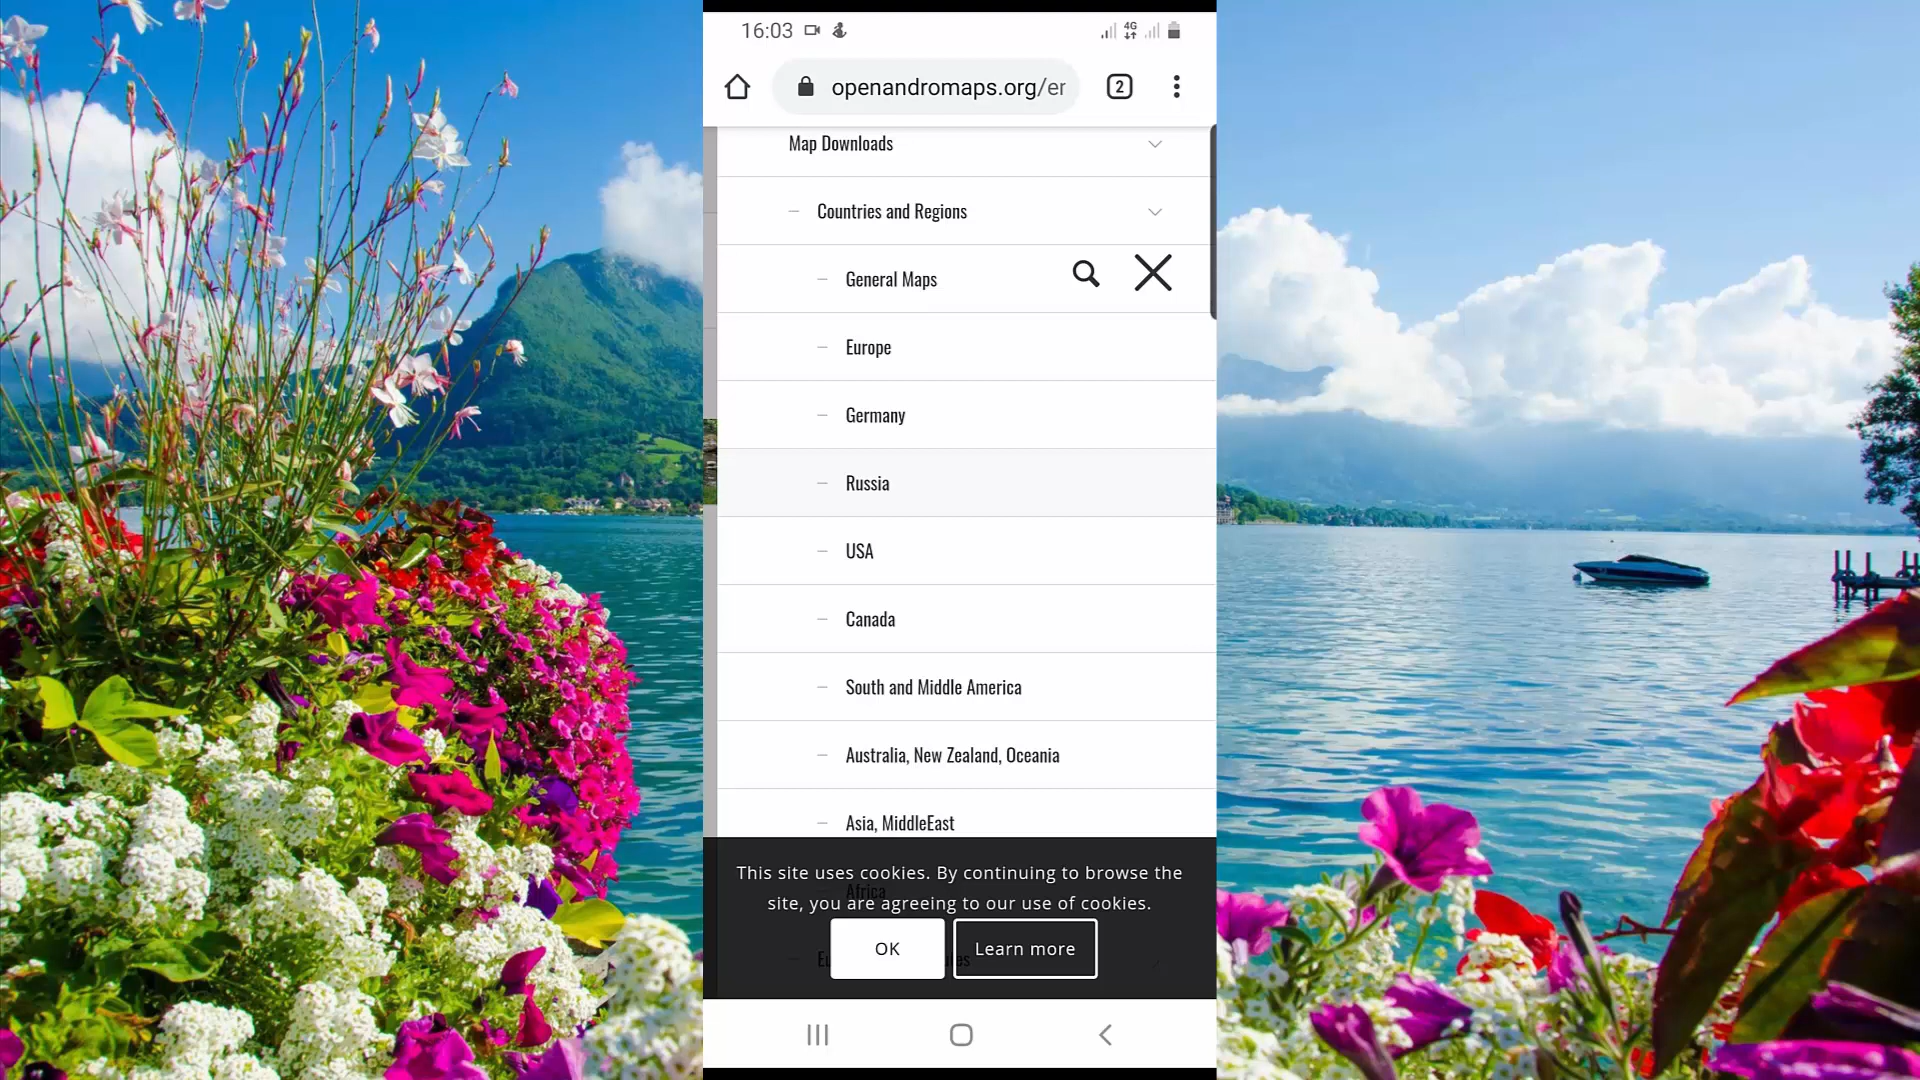 16:03
4G
openandromaps.org/er
2
Map Downloads
Countries and Regions
General Maps
Europe
Germany
Russia
USA
Canada
South and Middle America
Australia, New Zealand, Oceania
Asia, MiddleEast
Africa
This site uses cookies. By continuing to browse the
site, you are agreeing to our use of cookies.
OK
Learn more